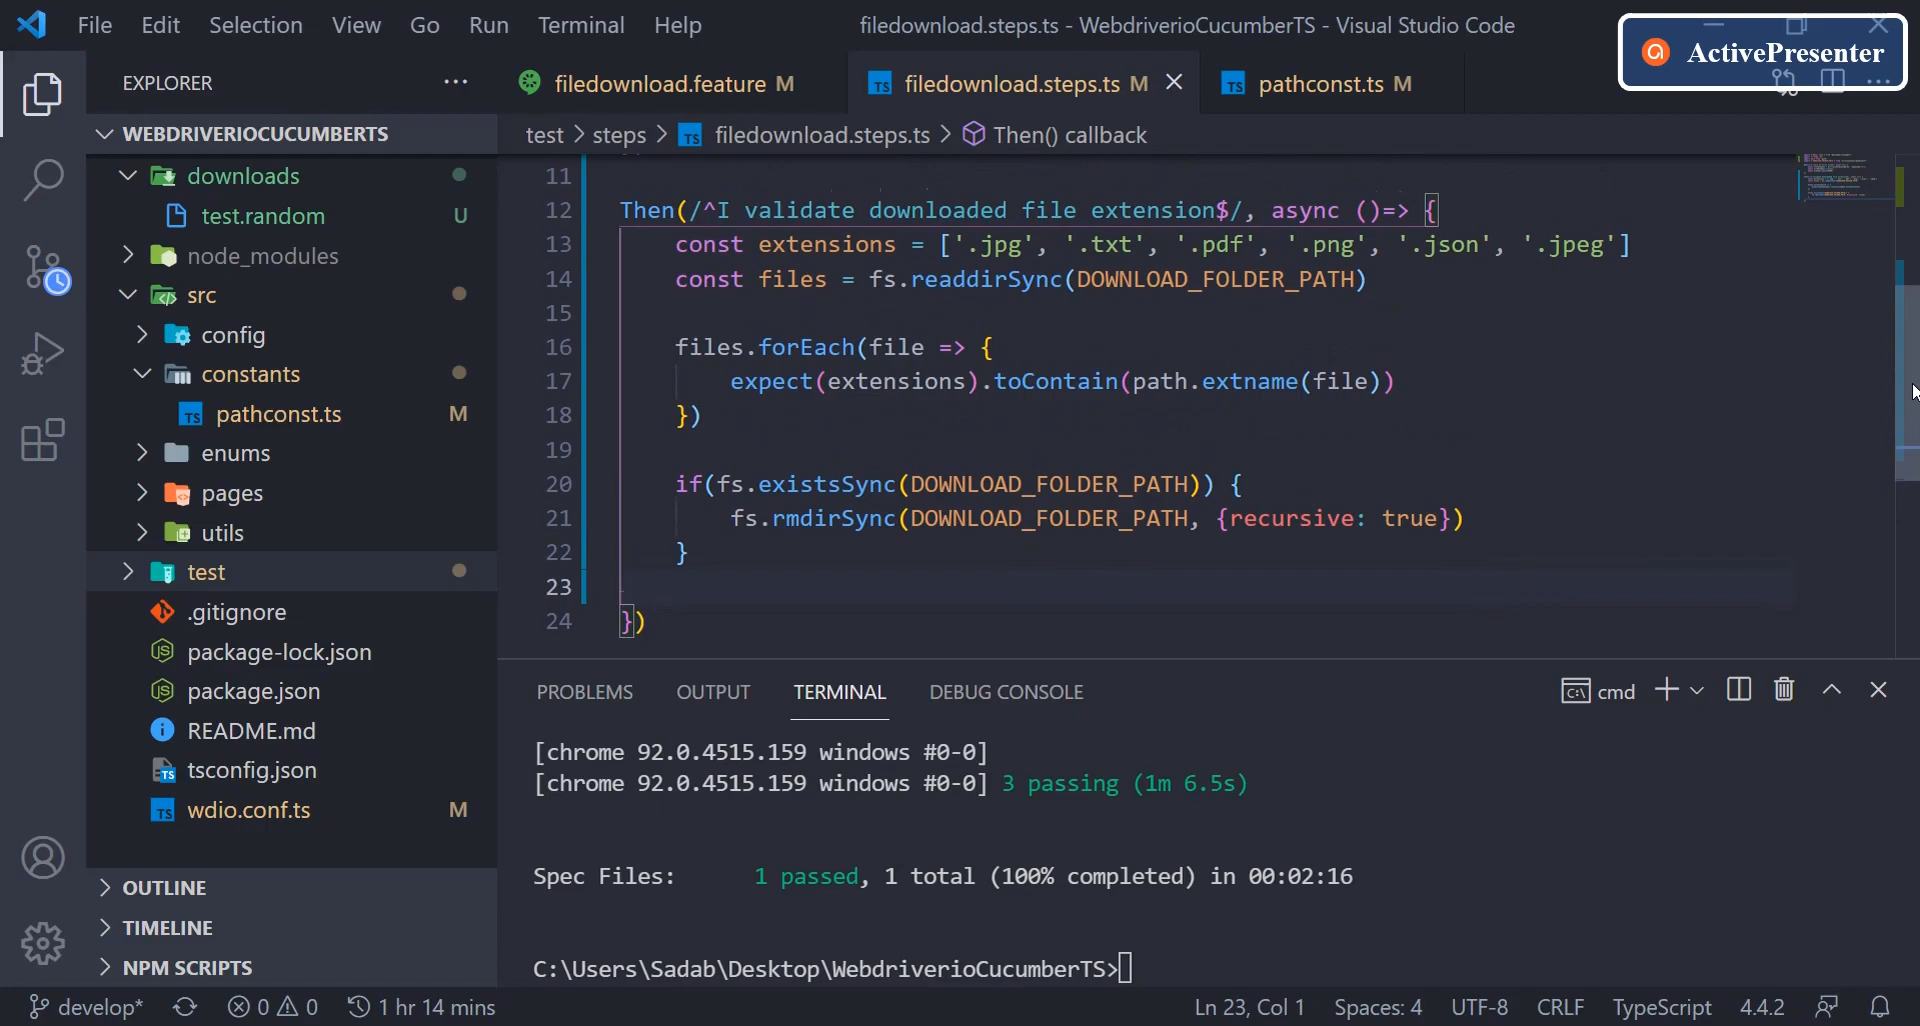 File Edit Selection View Go Run Terminal Help filedownload.steps.ts - WebdriverioCucumberTS - Visual Studio Code
ActivePresenter
EXPLORER ···
filedownload.feature M
TS filedownload.steps.ts M
TS pathconst.ts M
WEBDRIVERIOCUCUMBERTS
test > steps > TS filedownload.steps.ts > Then() callback
downloads
test.random U
node_modules
src
config
constants
TS pathconst.ts M
enums
pages
utils
test
.gitignore
JS package-lock.json
JS package.json
README.md
TS tsconfig.json
TS wdio.conf.ts M
OUTLINE
TIMELINE
NPM SCRIPTS
11
12 Then(/^I validate downloaded file extension$/, async ()=> {
13 const extensions = ['.jpg', '.txt', '.pdf', '.png', '.json', '.jpeg']
14 const files = fs.readdirSync(DOWNLOAD_FOLDER_PATH)
15
16 files.forEach(file => {
17 expect(extensions).toContain(path.extname(file))
18 })
19
20 if(fs.existsSync(DOWNLOAD_FOLDER_PATH)) {
21 fs.rmdirSync(DOWNLOAD_FOLDER_PATH, {recursive: true})
22 }
23
24 })
PROBLEMS OUTPUT TERMINAL DEBUG CONSOLE
cmd
[chrome 92.0.4515.159 windows #0-0]
[chrome 92.0.4515.159 windows #0-0] 3 passing (1m 6.5s)
Spec Files: 1 passed, 1 total (100% completed) in 00:02:16
C:\Users\Sadab\Desktop\WebdriverioCucumberTS>
develop* 0 0 1 hr 14 mins
Ln 23, Col 1 Spaces: 4 UTF-8 CRLF TypeScript 4.4.2